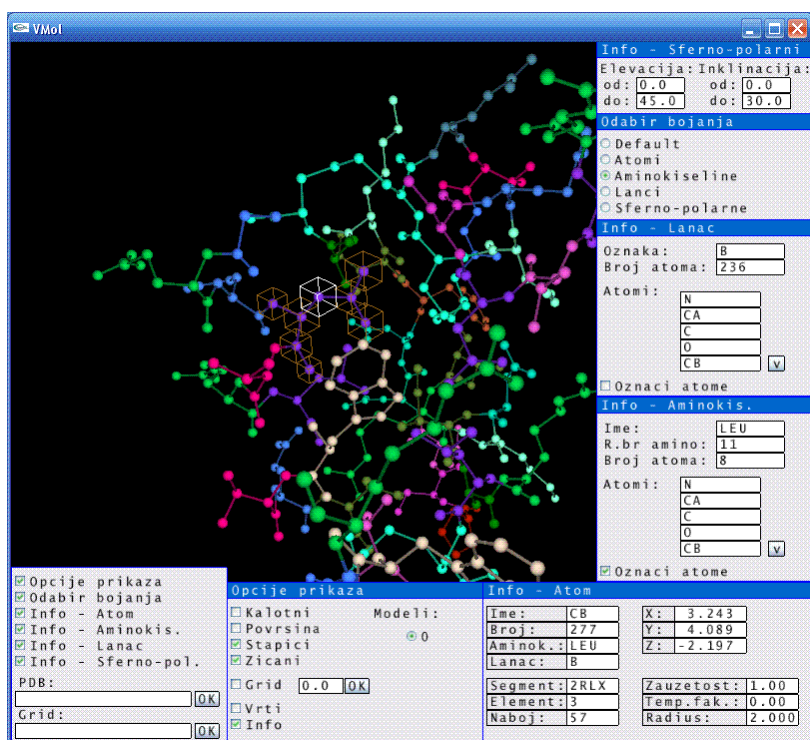 VMol
Info - Sferno-polarni
Elevacija: Inklinacija:
od: 0.0 od: 0.0
do: 45.0 do: 30.0
Odabir bojanja
Default
Atomi
Aminokiseline
Lanci
Sferno-polarne
Info - Lanac
Oznaka: B
Broj atoma: 236
Atomi:
N
CA
C
O
CB v
Oznaci atome
Info - Aminokis.
Ime: LEU
R.br amino: 11
Broj atoma: 8
Atomi:
N
CA
C
O
CB v
Oznaci atome
Opcije prikaza
Odabir bojanja
Info - Atom
Info - Aminokis.
Info - Lanac
Info - Sferno-pol.
PDB:
OK
Grid:
OK
Opcije prikaza
Kalotni Modeli:
Povrsina 0
Stapici
Zicani
Grid 0.0 OK
Vrti
Info
Info - Atom
Ime: CB X: 3.243
Broj: 277 Y: 4.089
Aminok.: LEU Z: -2.197
Lanac: B
Segment: 2RLX Zauzetost: 1.00
Element: 3 Temp.fak.: 0.00
Naboj: 57 Radius: 2.000